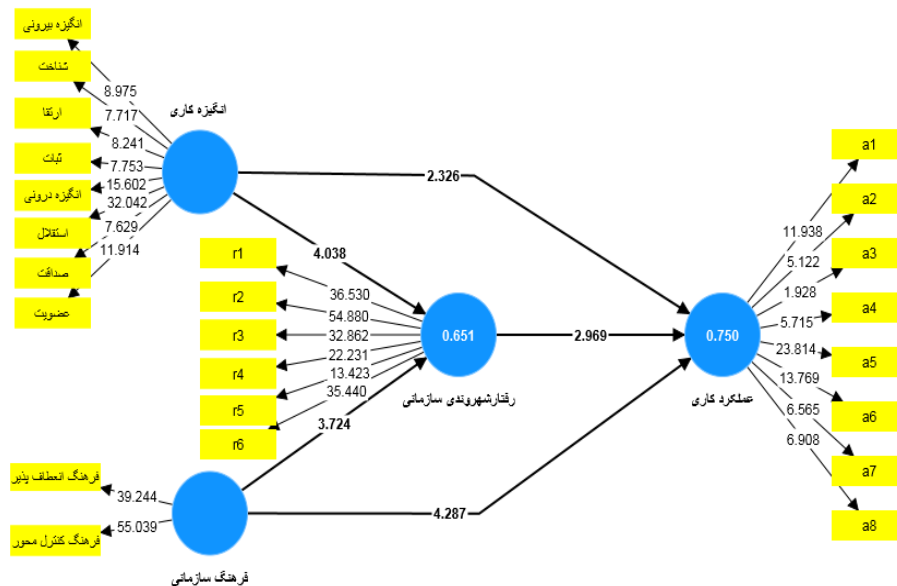 انگیزه بیرونی
شناخت
ارتقا
ثبات
انگیزه درونی
استقلال
صداقت
عضویت
8.975
7.717
8.241
7.753
15.602
32.042
7.629
11.914
انگیزه کاری
2.326
4.038
r1
r2
r3
r4
r5
r6
36.530
54.880
32.862
22.231
13.423
35.440
0.651
رفتارشهروندی سازمانی
2.969
3.724
فرهنگ انعطاف پذیر
فرهنگ کنترل محور
39.244
55.039
فرهنگ سازمانی
4.287
0.750
عملکرد کاری
11.938
5.122
1.928
5.715
23.814
13.769
6.565
6.908
a1
a2
a3
a4
a5
a6
a7
a8